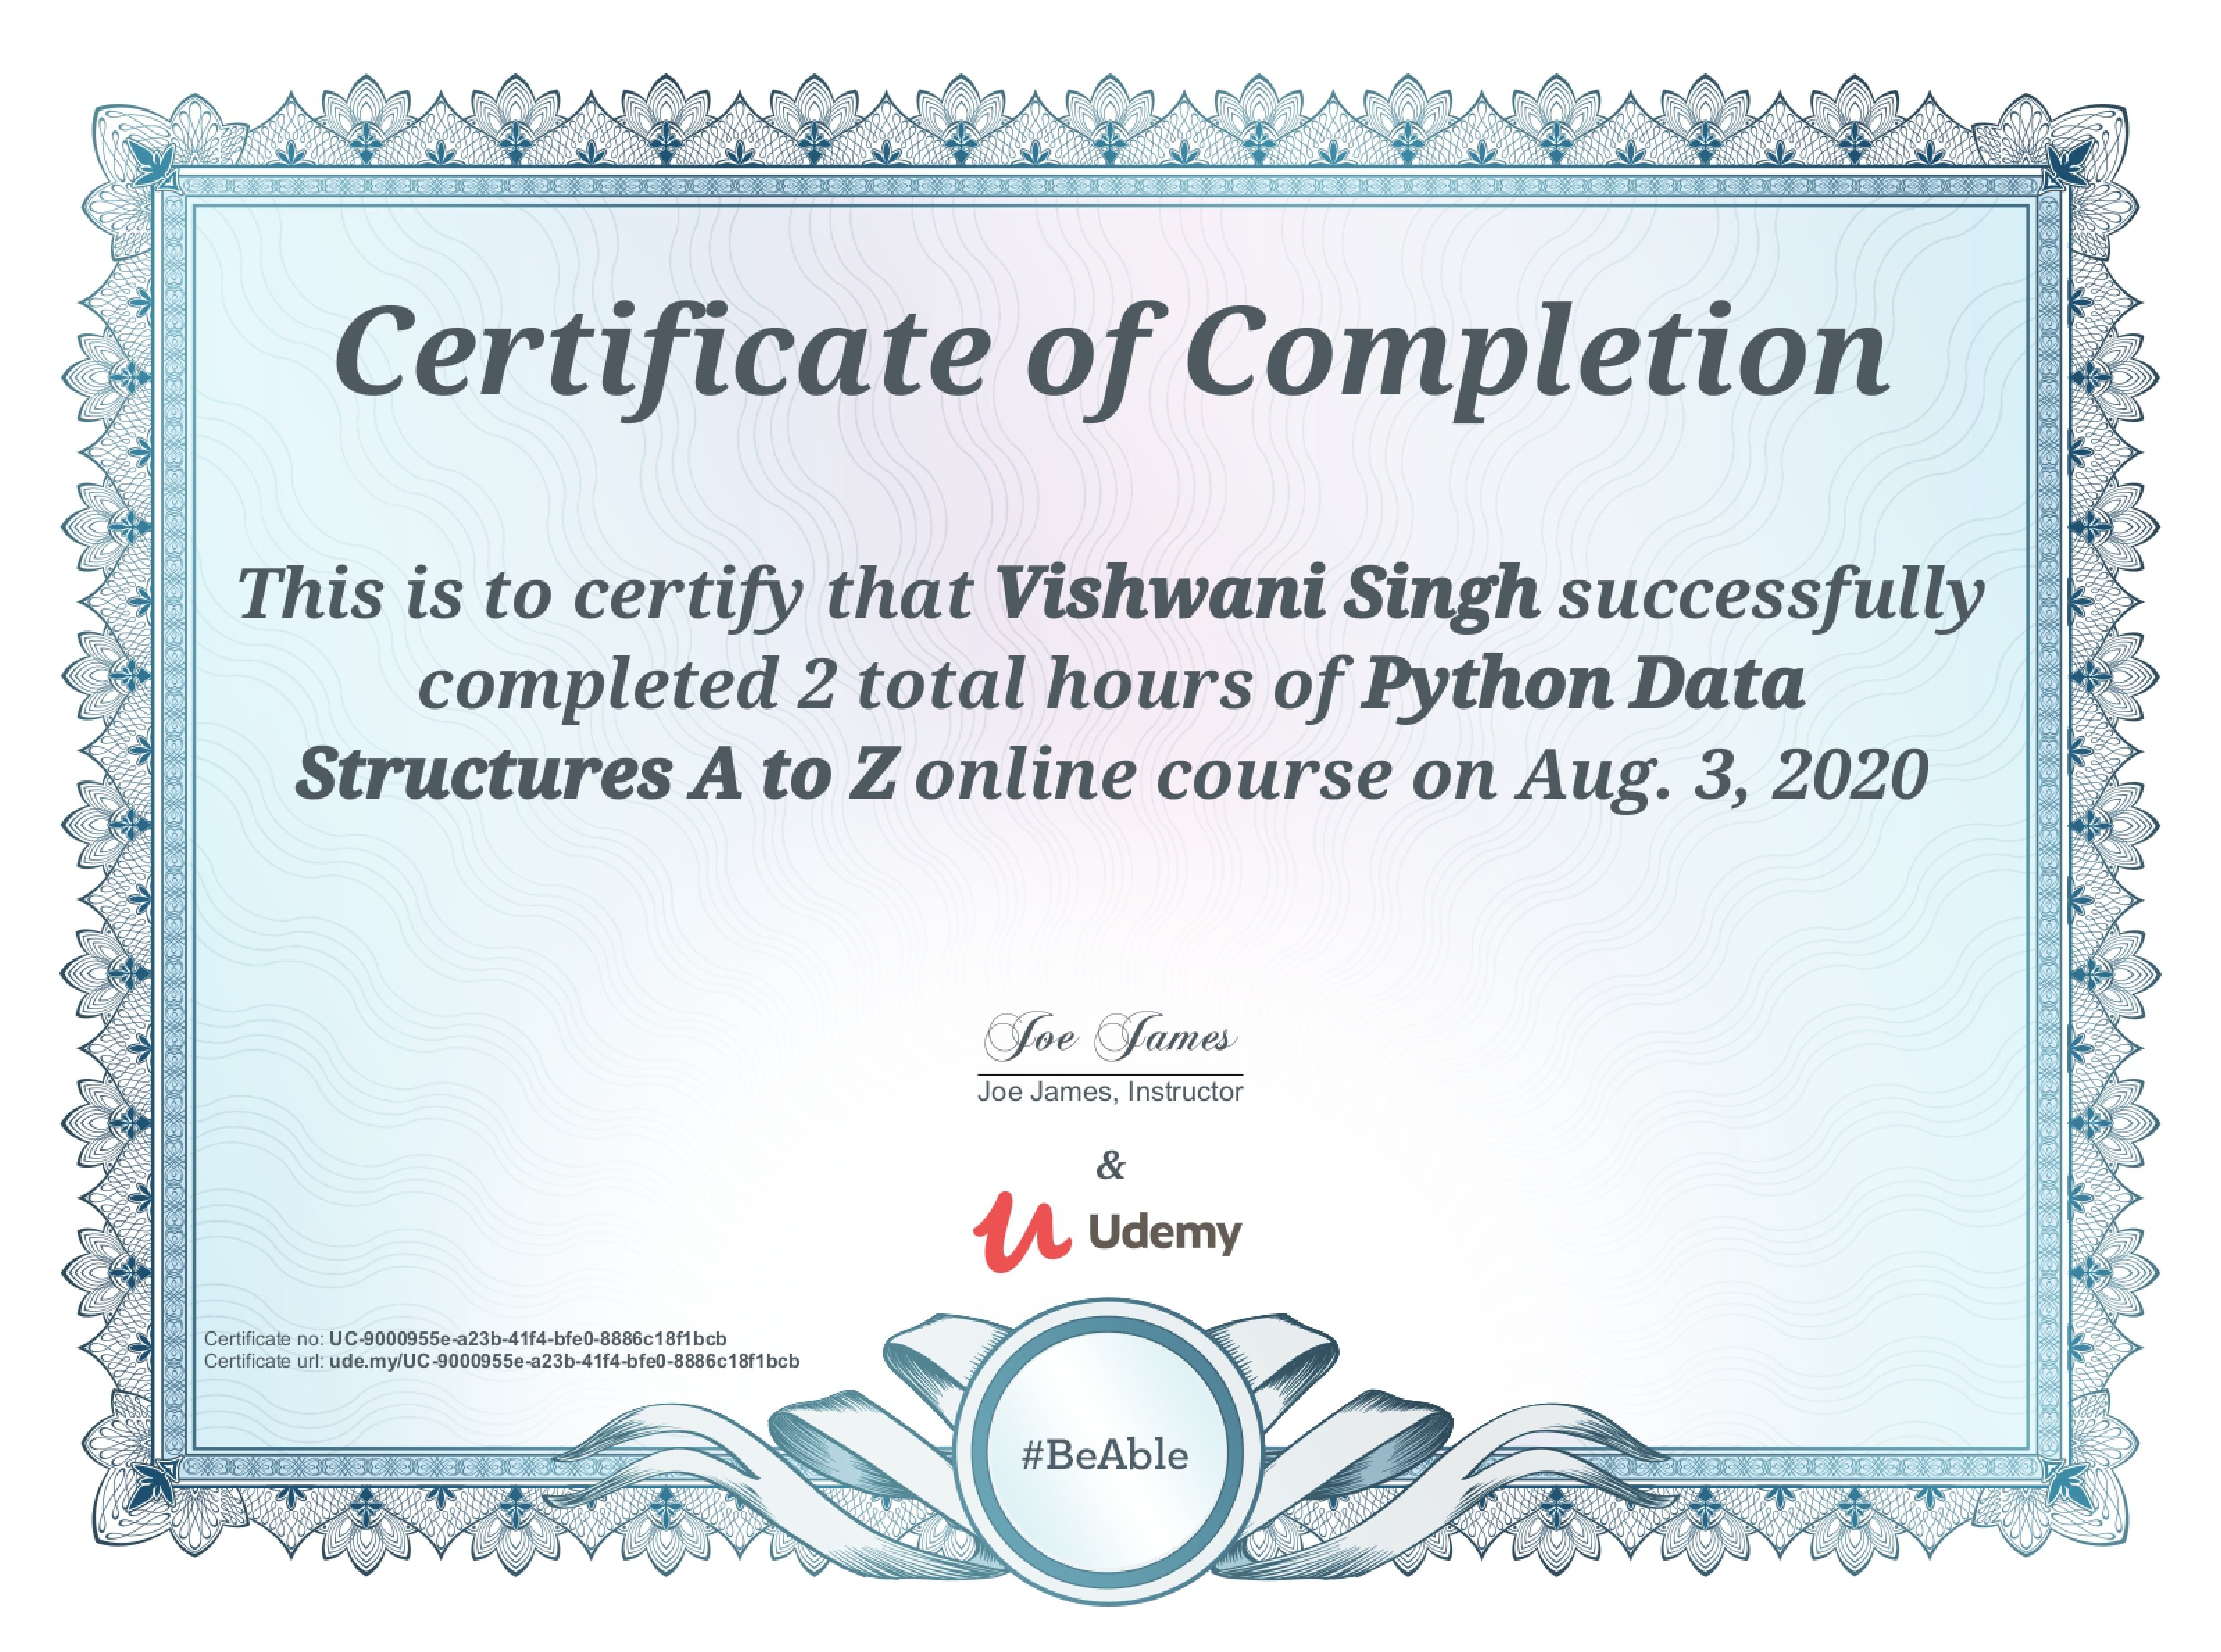 Certificate of Completion
This is to certify that Vishwani Singh successfully
completed 2 total hours of Python Data
Structures A to Z online course on Aug. 3, 2020
Joe James
Joe James, Instructor
&
Udemy
Certificate no: UC-9000955e-a23b-41f4-bfe0-8886c18f1bcb
Certificate url: ude.my/UC-9000955e-a23b-41f4-bfe0-8886c18f1bcb
#BeAble